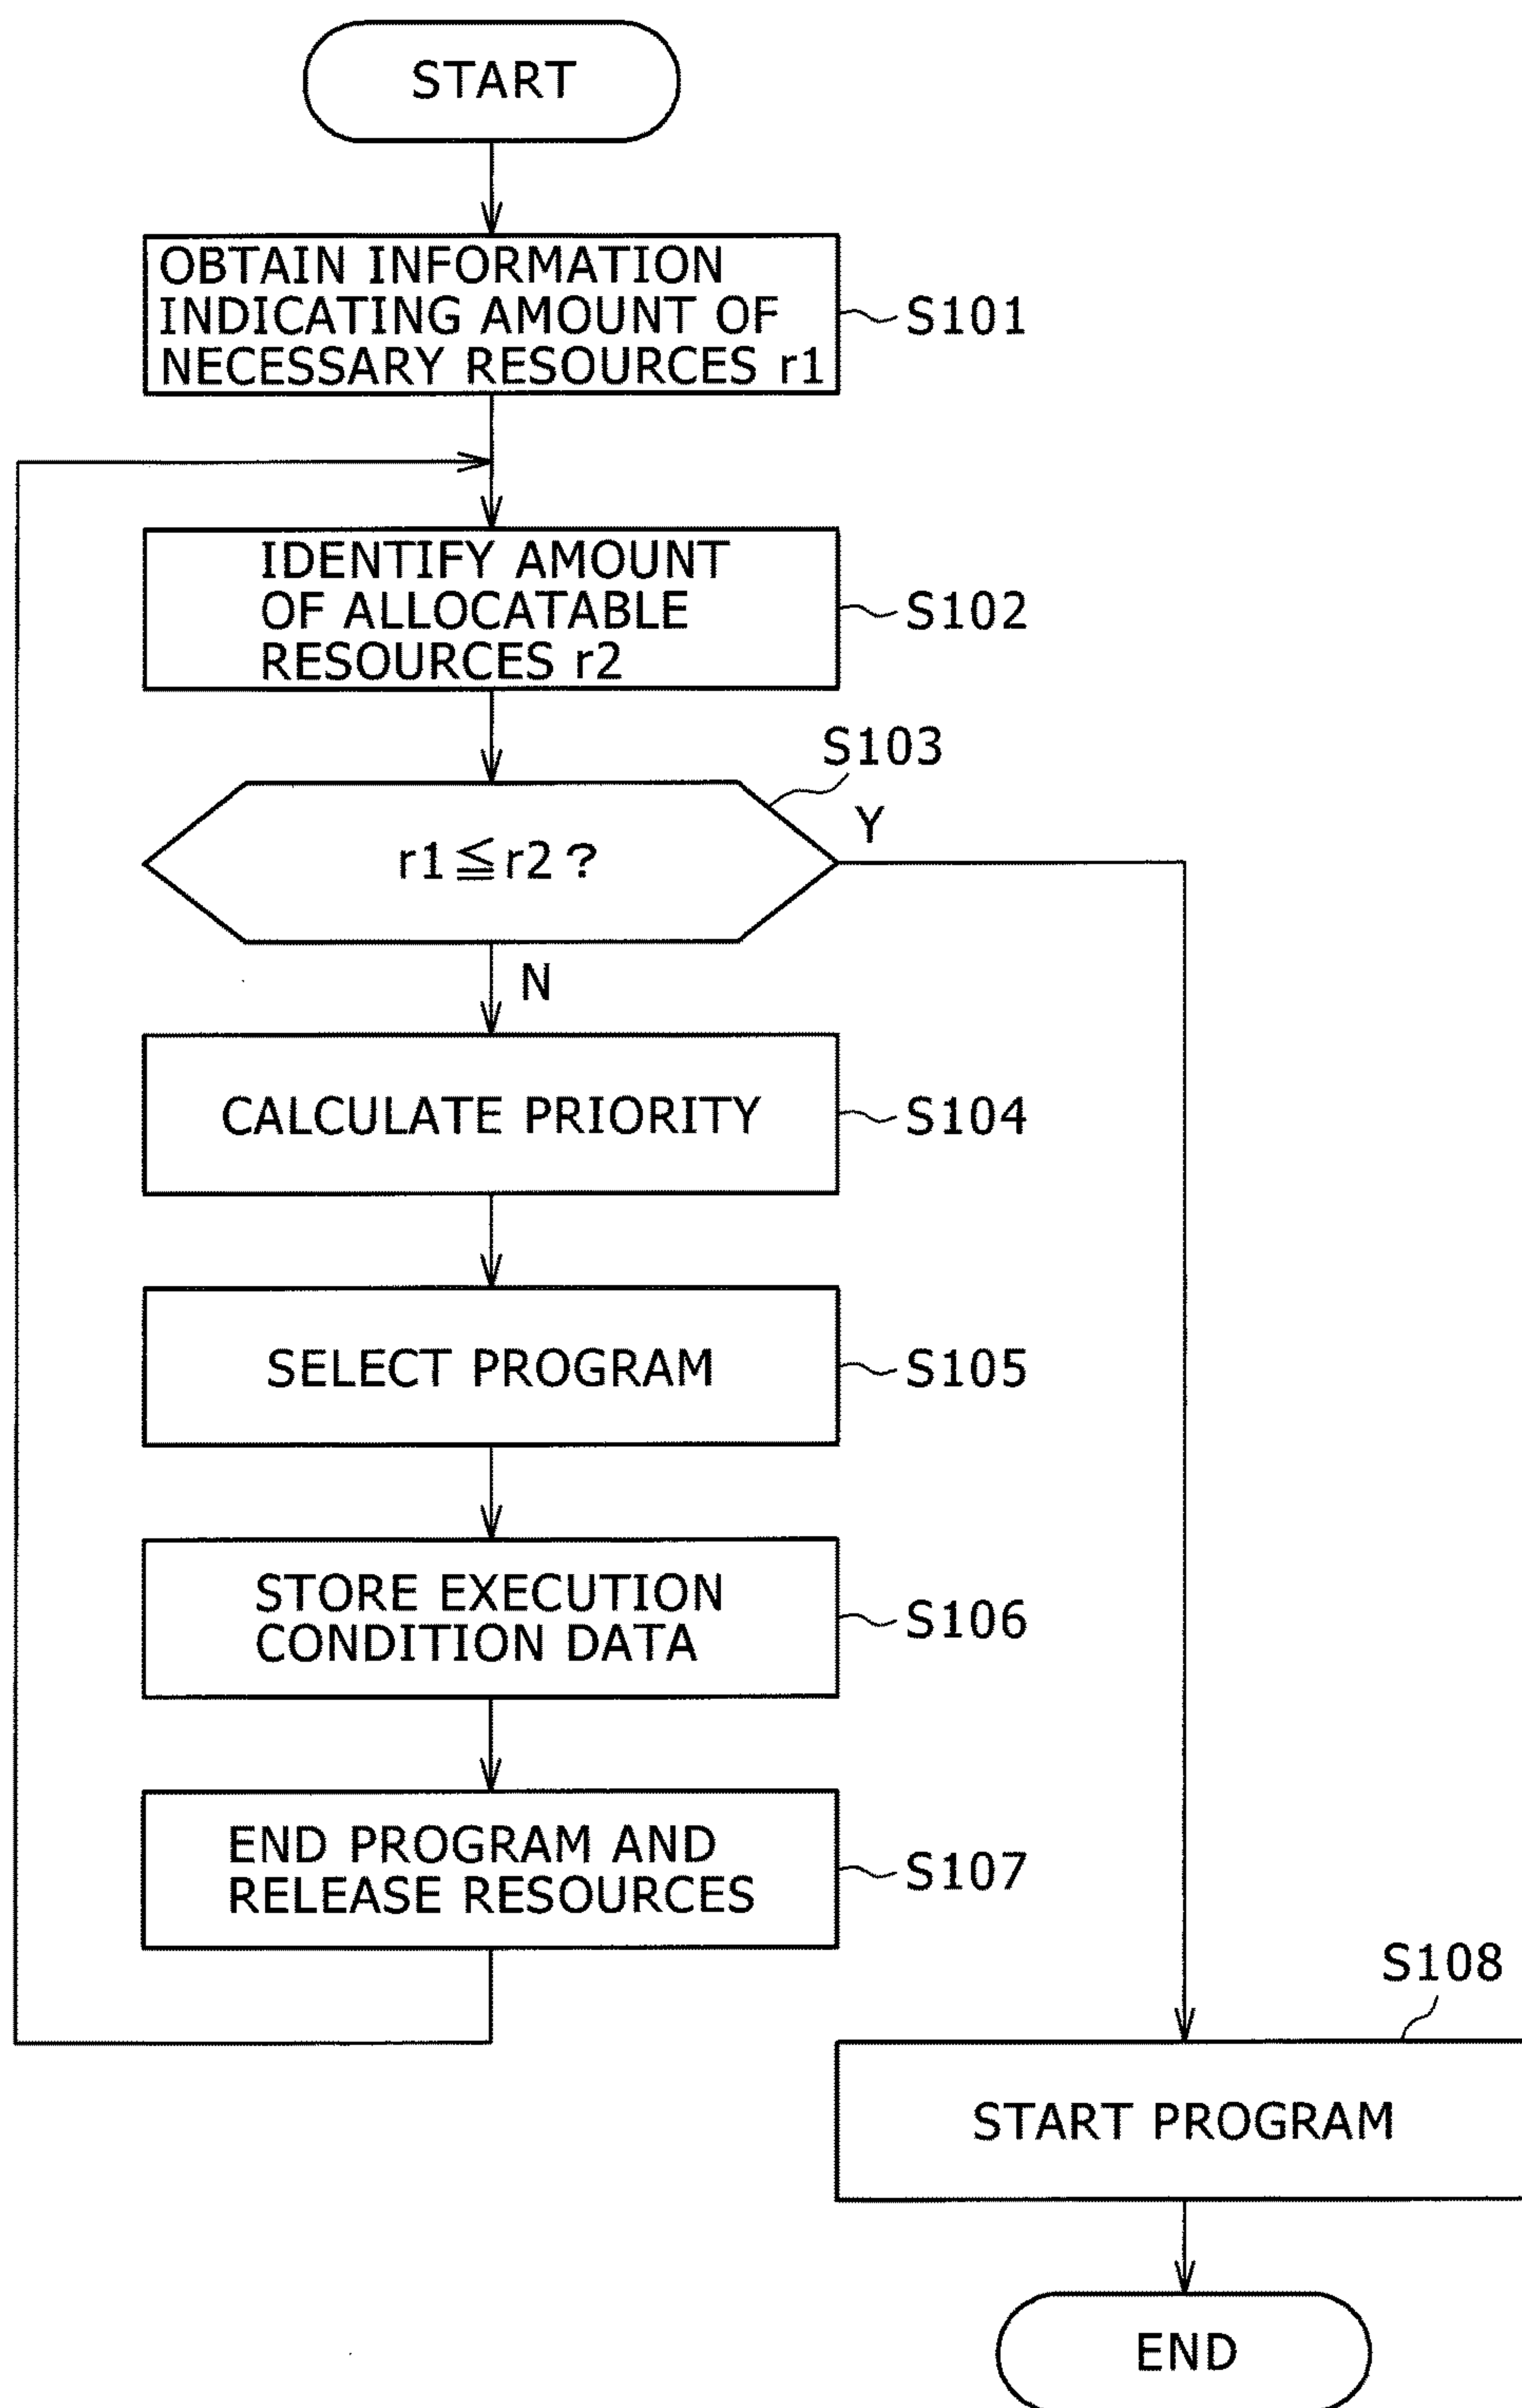 START
OBTAIN INFORMATION
INDICATING AMOUNT OF
NECESSARY RESOURCES r1
S101
IDENTIFY AMOUNT
OF ALLOCATABLE
RESOURCES r2
S102
S103
r1≦r2?
Y
N
CALCULATE PRIORITY
S104
SELECT PROGRAM
S105
STORE EXECUTION
CONDITION DATA
S106
END PROGRAM AND
RELEASE RESOURCES
S107
S108
START PROGRAM
END